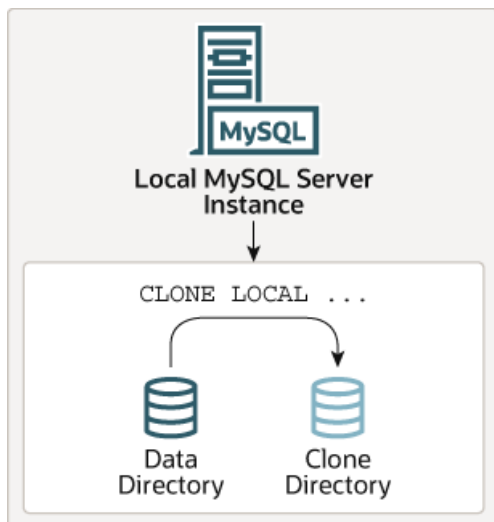 MySQL
Local MySQL Server
Instance
CLONE LOCAL ...
Data
Directory
Clone
Directory